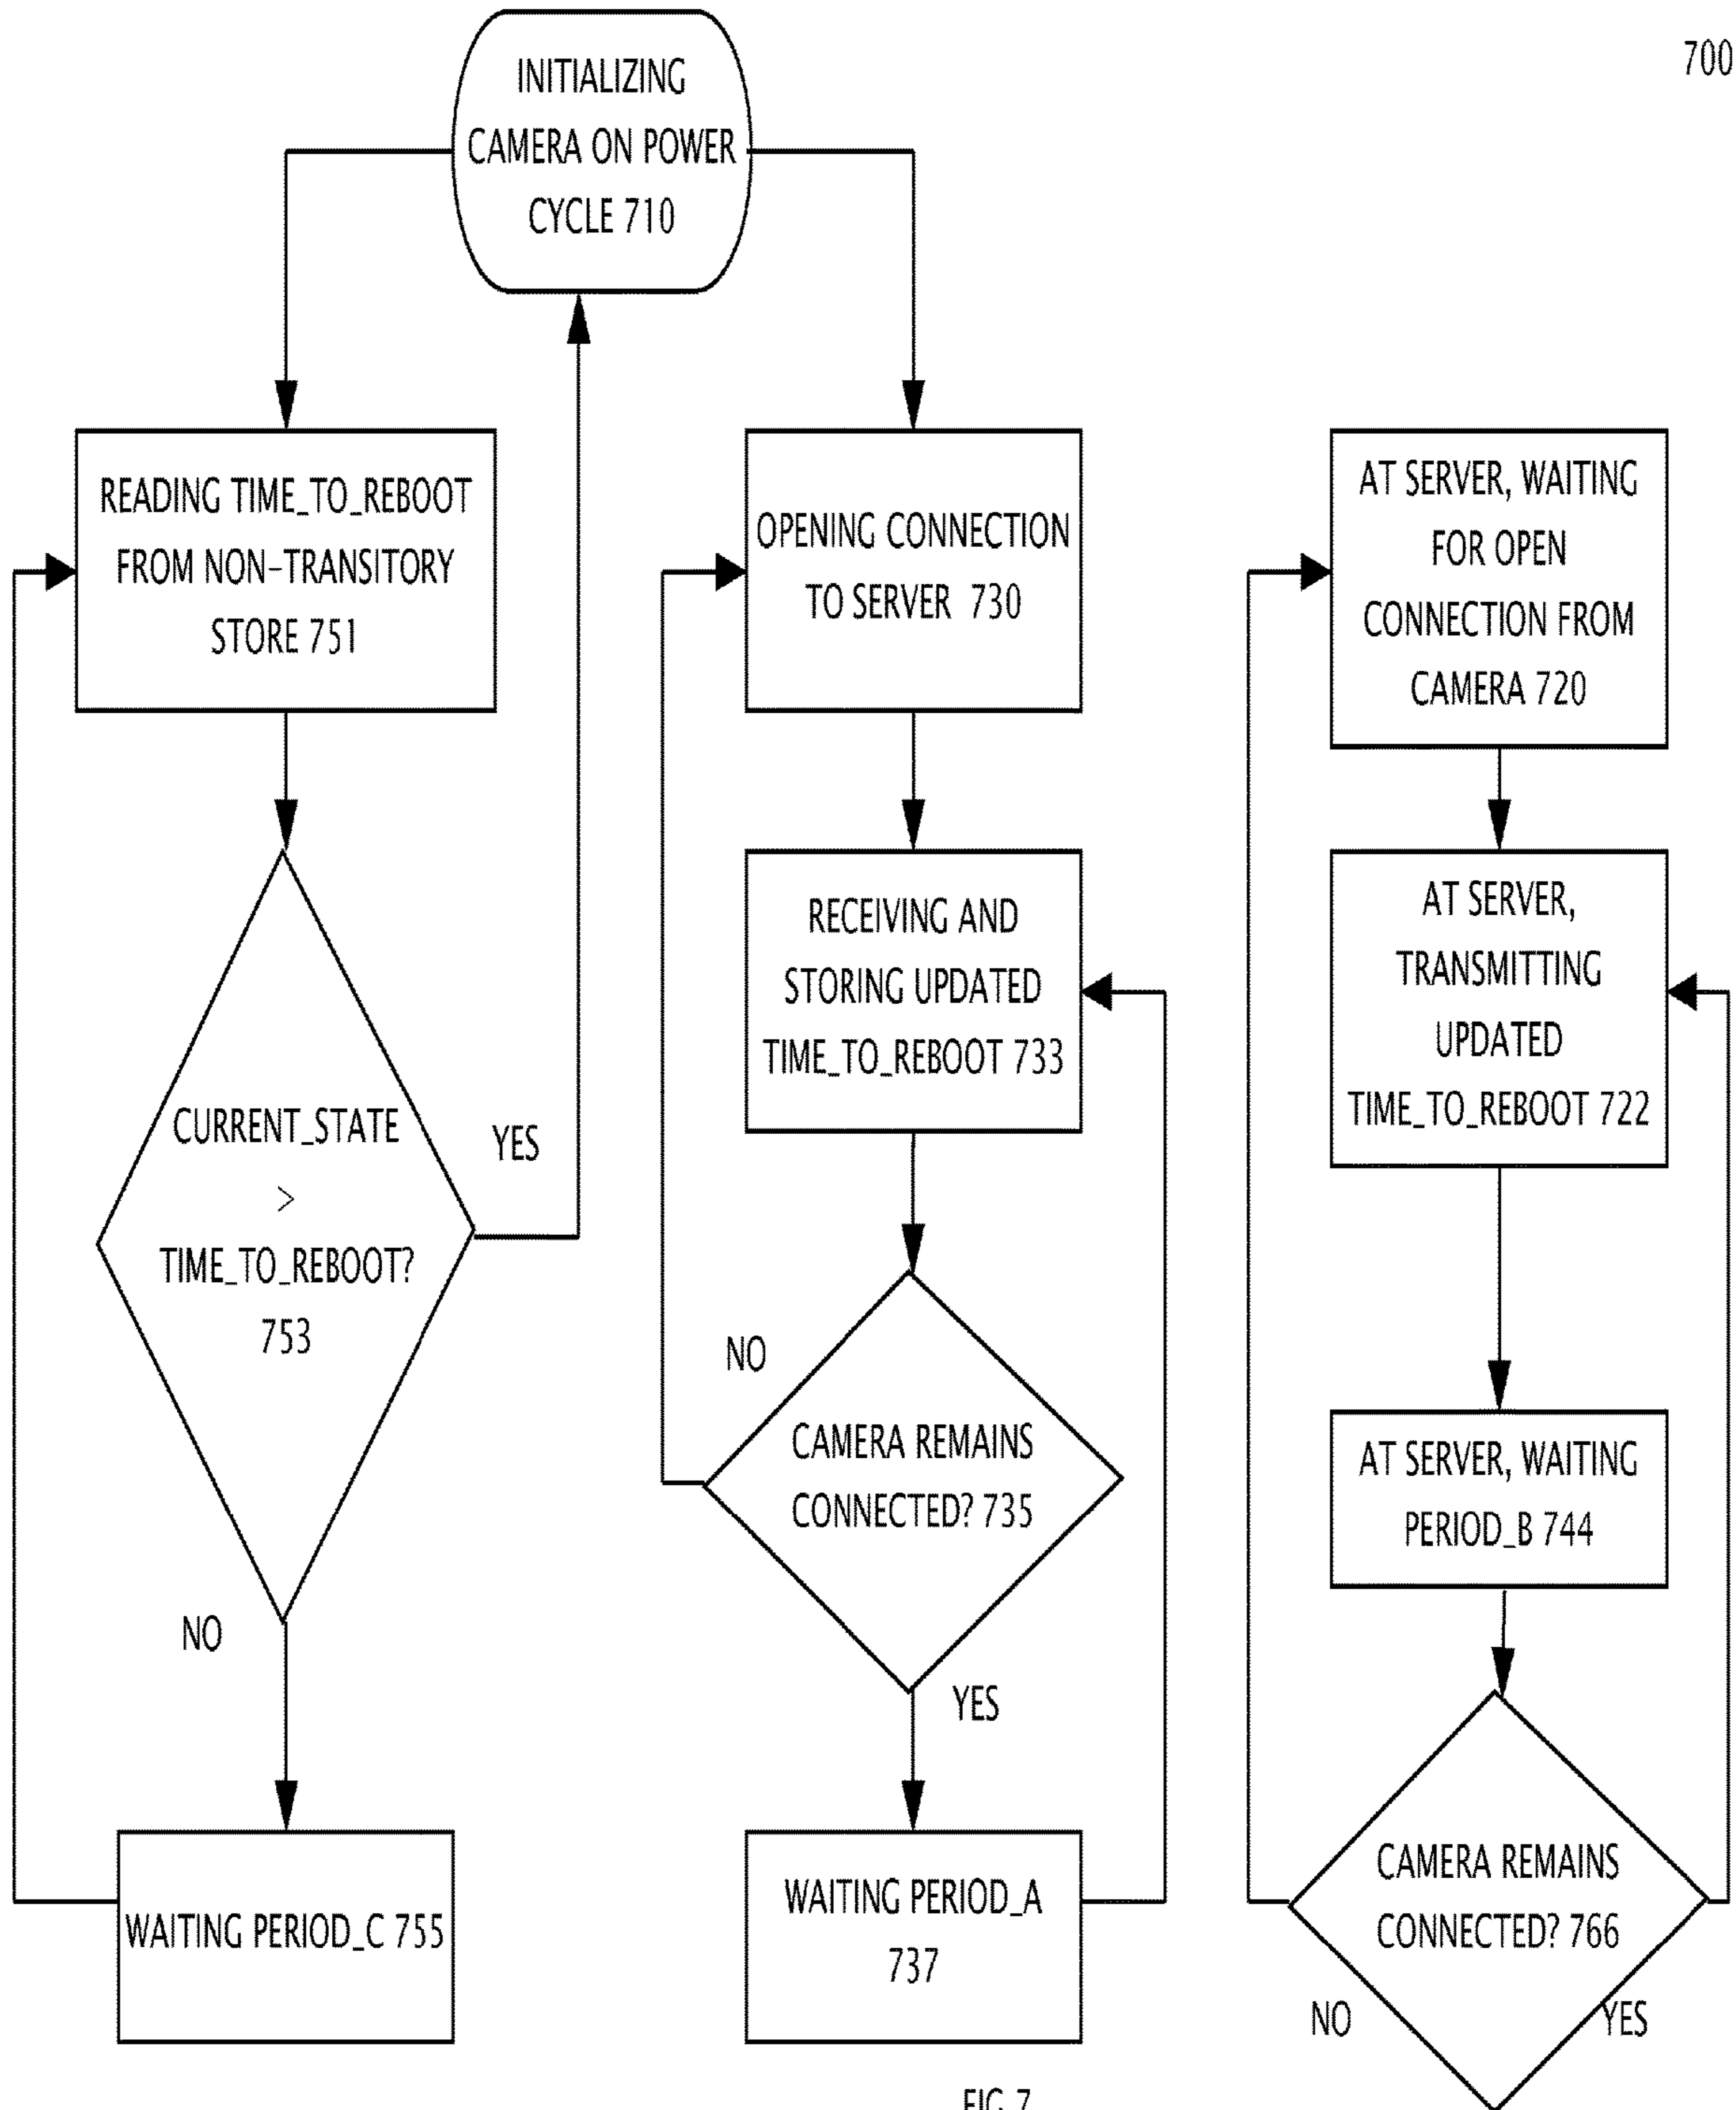 700
INITIALIZING
CAMERA ON POWER
CYCLE 710
READING TIME_TO_REBOOT
FROM NON-TRANSITORY
STORE 751
CURRENT_STATE
>
TIME_TO_REBOOT?
753
YES
NO
WAITING PERIOD_C 755
OPENING CONNECTION
TO SERVER 730
RECEIVING AND
STORING UPDATED
TIME_TO_REBOOT 733
NO
CAMERA REMAINS
CONNECTED? 735
YES
WAITING PERIOD_A
737
AT SERVER, WAITING
FOR OPEN
CONNECTION FROM
CAMERA 720
AT SERVER,
TRANSMITTING
UPDATED
TIME_TO_REBOOT 722
AT SERVER, WAITING
PERIOD_B 744
CAMERA REMAINS
CONNECTED? 766
NO
YES
FIG 7